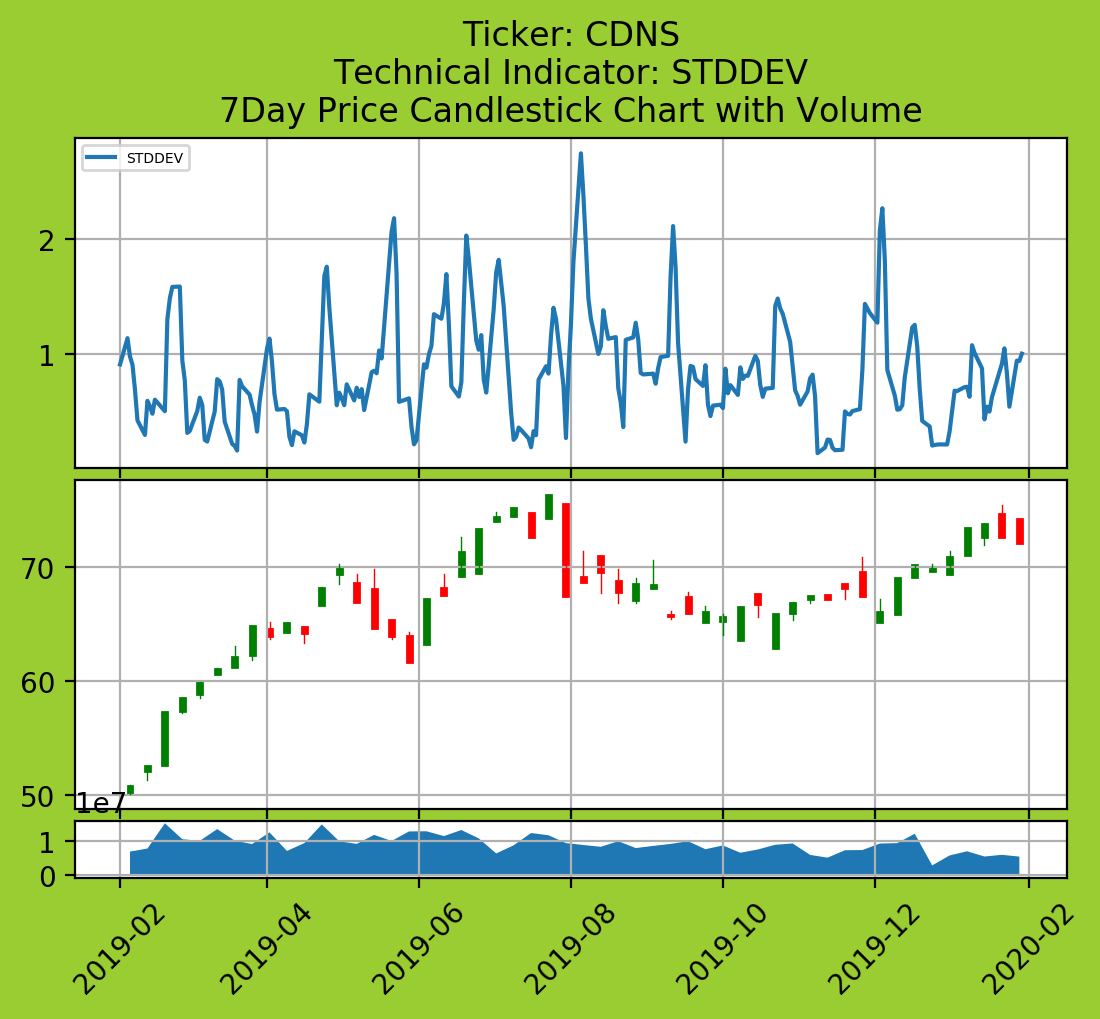 Ticker: CDNS
Technical Indicator: STDDEV
7Day Price Candlestick Chart with Volume
STDDEV
2
1
70
60
50
1e7
1
0
2019-02
2019-04
2019-06
2019-08
2019-10
2019-12
2020-02